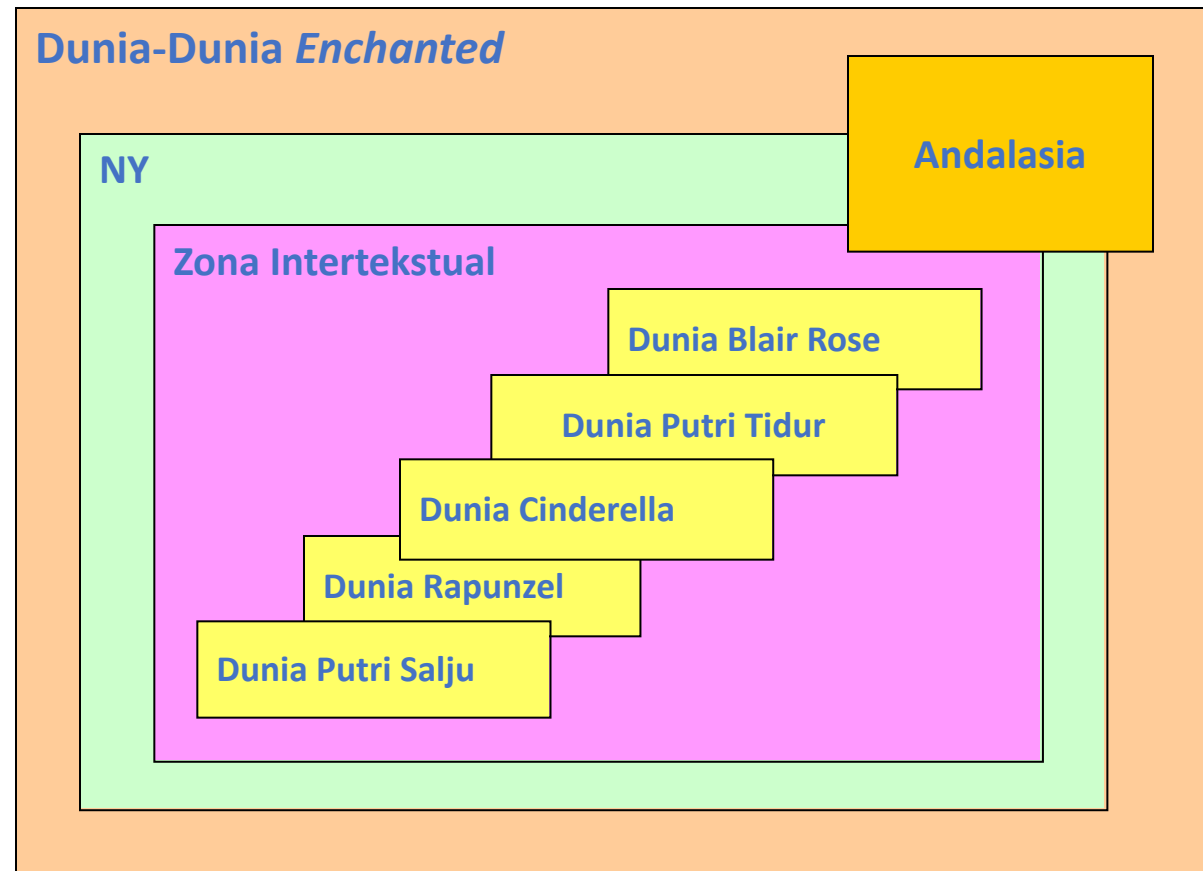 Dunia-Dunia Enchanted
Andalasia
NY
Zona Intertekstual
Dunia Blair Rose
Dunia Putri Tidur
Dunia Cinderella
Dunia Rapunzel
Dunia Putri Salju